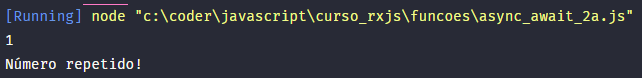 [Running] node "c:\coder\javascript\curso_rxjs\funcoes\async_await_2a.js"
1
Número repetido!